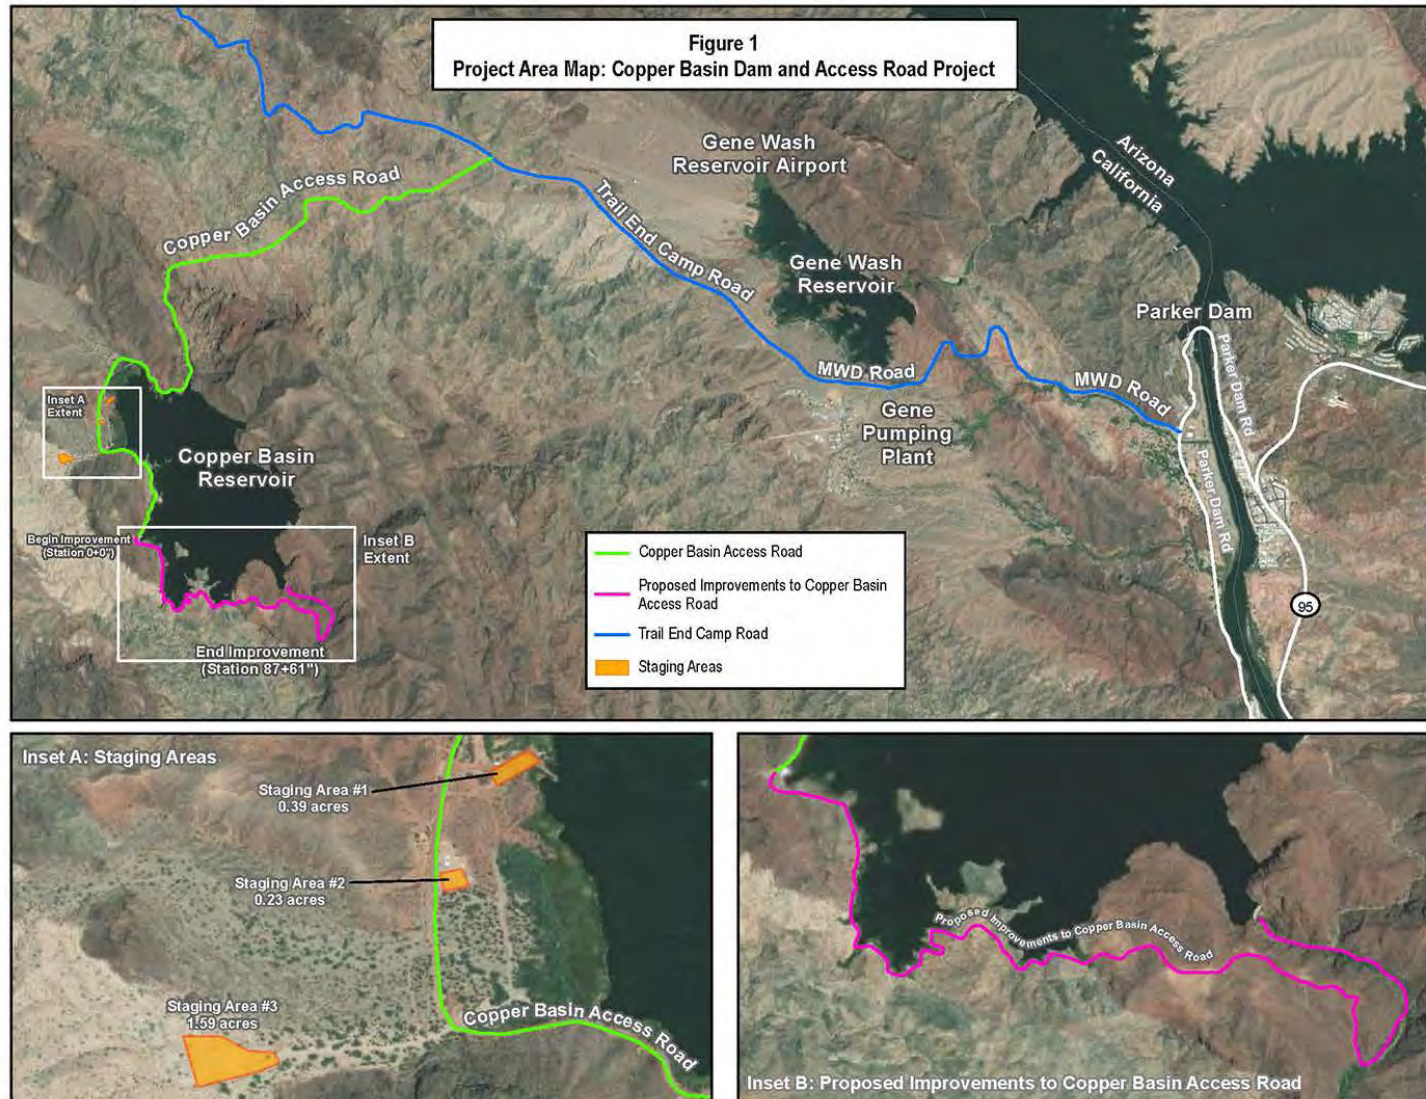 Figure 1
Project Area Map: Copper Basin Dam and Access Road Project
Arizona
California
Gene Wash
Reservoir Airport
Copper Basin Access Road
Trail End Camp Road
Gene Wash
Reservoir
Parker Dam
Parker Dam Rd
MWD Road
MWD Road
Inset A
Extent
Gene
Pumping
Plant
Copper Basin
Reservoir
Parker Dam Rd
Begin Improvement
(Station 0+0")
Inset B
Extent
95
End Improvement
(Station 87+61")
Copper Basin Access Road
Proposed Improvements to Copper Basin
Access Road
Trail End Camp Road
Staging Areas
Inset A: Staging Areas
Staging Area #1
0.39 acres
Staging Area #2
0.23 acres
Staging Area #3
1.59 acres
Copper Basin Access Road
Proposed Improvements to Copper Basin Access Road
Inset B: Proposed Improvements to Copper Basin Access Road